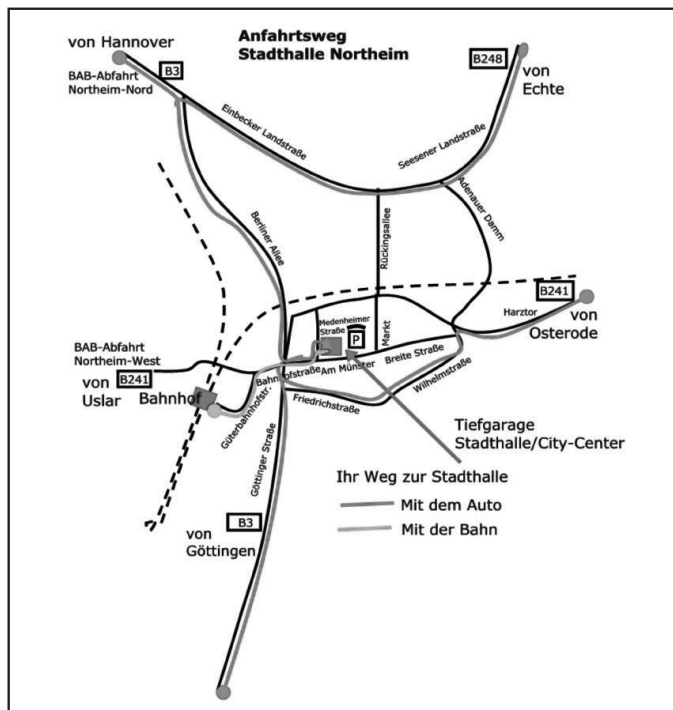 Anfahrtsweg
Stadthalle Northeim
von Hannover
B3
BAB-Abfahrt
Northeim-Nord
B248
von
Echte
Einbecker Landstraße
Seesener Landstraße
Adenauer Damm
Berliner Allee
Rückingsallee
B241
von
Osterode
Harztor
Medenheimer
Straße
P
Markt
BAB-Abfahrt
Northeim-West
von
Uslar
B241
Bahnhof
Bahnhofstraße
Am Münster
Breite Straße
Wilhelmstraße
Friedrichstraße
Güterbahnhofstr.
Göttinger Straße
Tiefgarage
Stadthalle/City-Center
Ihr Weg zur Stadthalle
Mit dem Auto
Mit der Bahn
B3
von
Göttingen